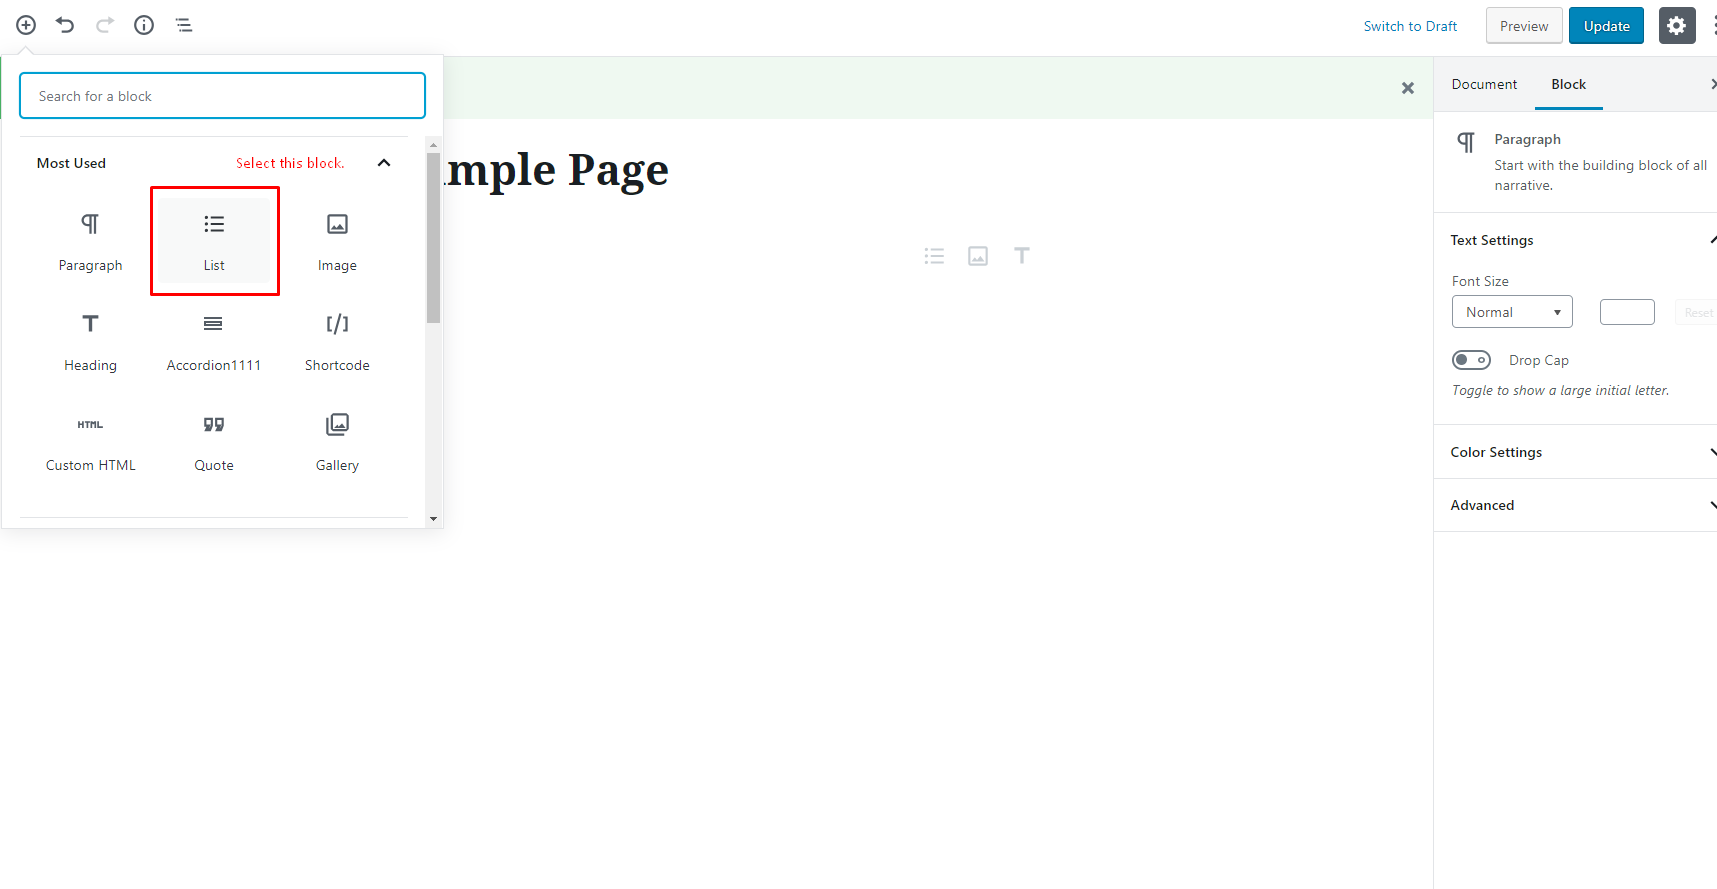 Switch to Draft
Preview
Update
Search for a block
Most Used
Select this block.
Paragraph
List
Image
Heading
Accordion1111
Shortcode
HTML
Custom HTML
Quote
Gallery
mple Page
Document
Block
Paragraph
Start with the building block of all
narrative.
Text Settings
Font Size
Normal
Reset
Drop Cap
Toggle to show a large initial letter.
Color Settings
Advanced